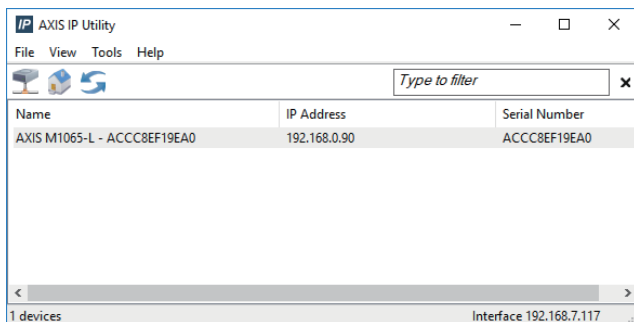 IP AXIS IP Utility
File View Tools Help
Type to filter
Name IP Address Serial Number
AXIS M1065-L - ACCC8EF19EA0 192.168.0.90 ACCC8EF19EA0
1 devices Interface 192.168.7.117